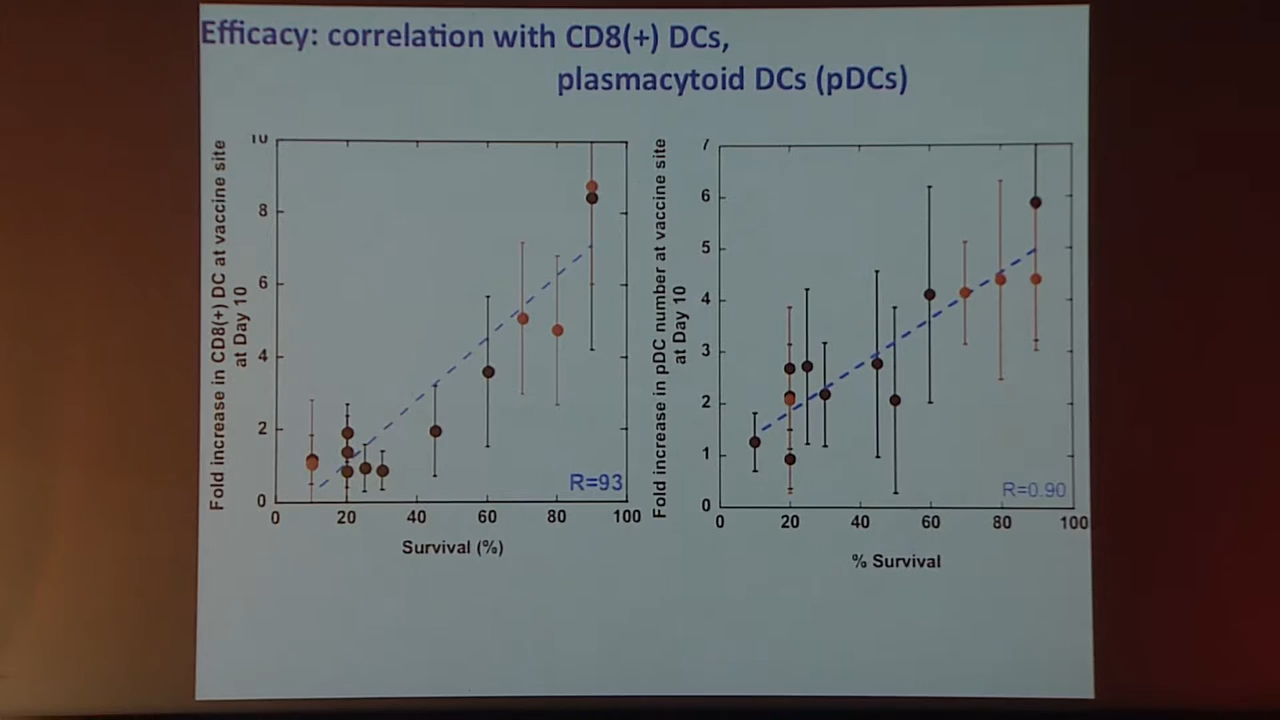 Efficacy: correlation with CD8(+) DCs,
plasmacytoid DCs (pDCs)
Fold increase in CD8(+) DC at vaccine site
at Day 10
10
8
6
4
2
0
0 20 40 60 80 100
Survival (%)
R=93
Fold increase in pDC number at vaccine site
at Day 10
7
6
5
4
3
2
1
0
0 20 40 60 80 100
% Survival
R=0.90